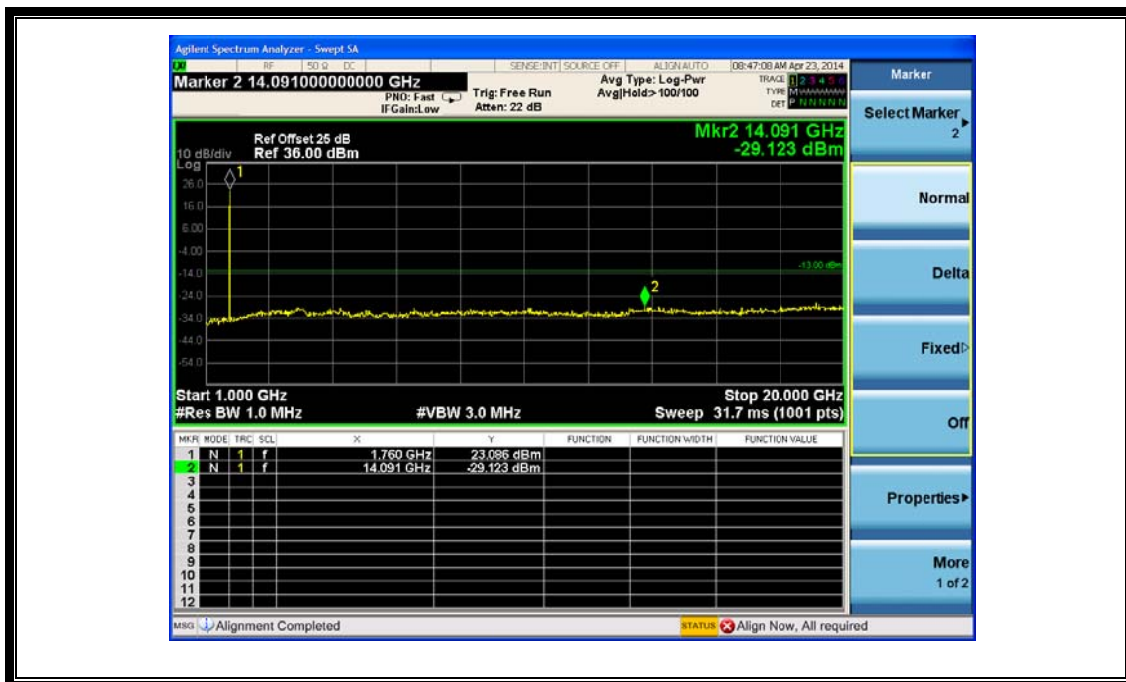 Agilent Spectrum Analyzer - Swept SA
RF 50 Ω DC SENSE:INT SOURCE OFF ALIGN AUTO 08:47:08 AM Apr 23, 2014
Marker 2 14.091000000000 GHz
PNO: Fast
IFGain:Low
Trig: Free Run
Atten: 22 dB
Avg Type: Log-Pwr
Avg|Hold:> 100/100
TRACE 1 2 3 4 5 6
TYPE M
DET P N N N N N
Ref Offset 25 dB
10 dB/div Ref 36.00 dBm
Log
Mkr2 14.091 GHz
-29.123 dBm
1
26.0
16.0
6.00
-4.00
-13.00 dBm
-14.0
2
-24.0
-34.0
-44.0
-54.0
Start 1.000 GHz Stop 20.000 GHz
#Res BW 1.0 MHz #VBW 3.0 MHz Sweep 31.7 ms (1001 pts)
MKR MODE TRC SCL X Y FUNCTION FUNCTION WIDTH FUNCTION VALUE
1 N 1 f 1.760 GHz 23.086 dBm
2 N 1 f 14.091 GHz -29.123 dBm
3
4
5
6
7
8
9
10
11
12
MSG Alignment Completed STATUS Align Now, All required
Marker
Select Marker
2
Normal
Delta
Fixed
Off
Properties
More
1 of 2